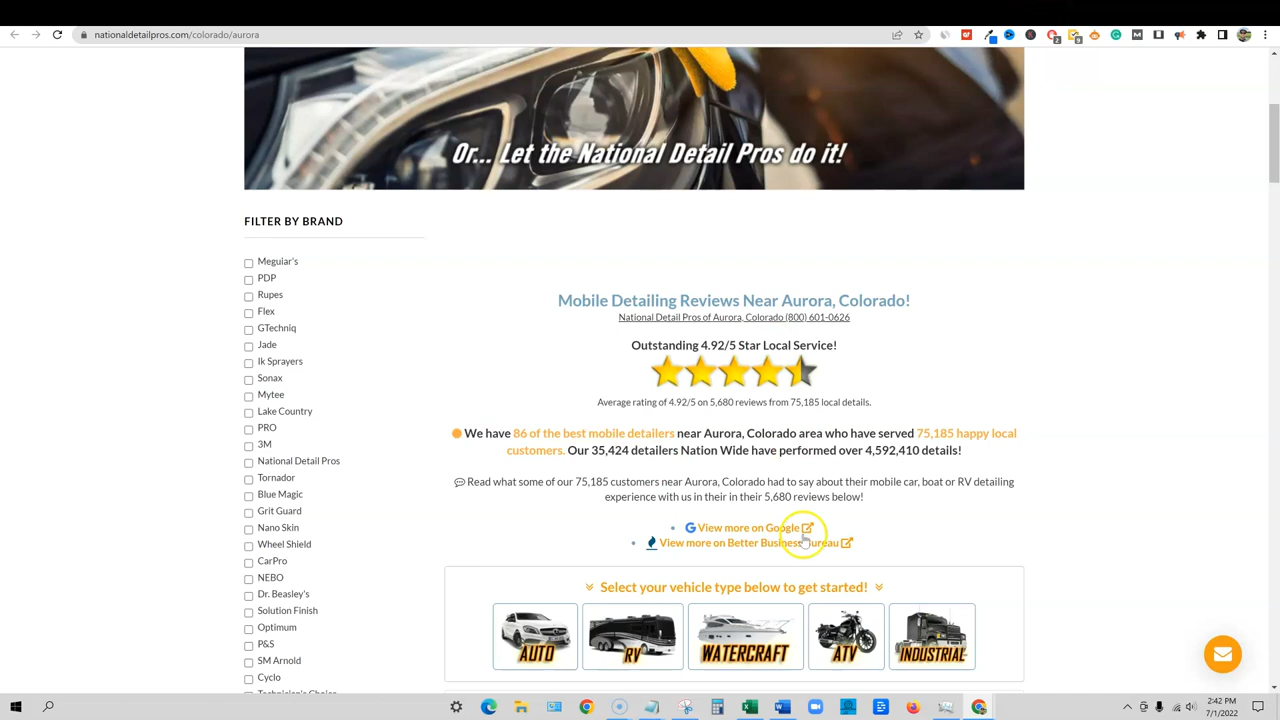 nationaldetailpros.com/colorado/aurora
Or... Let the National Detail Pros do it!
FILTER BY BRAND
Meguiar's
PDP
Rupes
Flex
GTechniq
Jade
Ik Sprayers
Sonax
Mytee
Lake Country
PRO
3M
National Detail Pros
Tornador
Blue Magic
Grit Guard
Nano Skin
Wheel Shield
CarPro
NEBO
Dr. Beasley's
Solution Finish
Optimum
P&S
SM Arnold
Cyclo
Technician's Choice
Mobile Detailing Reviews Near Aurora, Colorado!
National Detail Pros of Aurora, Colorado (800) 601-0626
Outstanding 4.92/5 Star Local Service!
Average rating of 4.92/5 on 5,680 reviews from 75,185 local details.
We have 86 of the best mobile detailers near Aurora, Colorado area who have served 75,185 happy local
customers. Our 35,424 detailers Nation Wide have performed over 4,592,410 details!
Read what some of our 75,185 customers near Aurora, Colorado had to say about their mobile car, boat or RV detailing
experience with us in their in their 5,680 reviews below!
View more on Google
View more on Better Business Bureau
Select your vehicle type below to get started!
AUTO
RV
WATERCRAFT
ATV
INDUSTRIAL
2:42 PM
7/1/2022